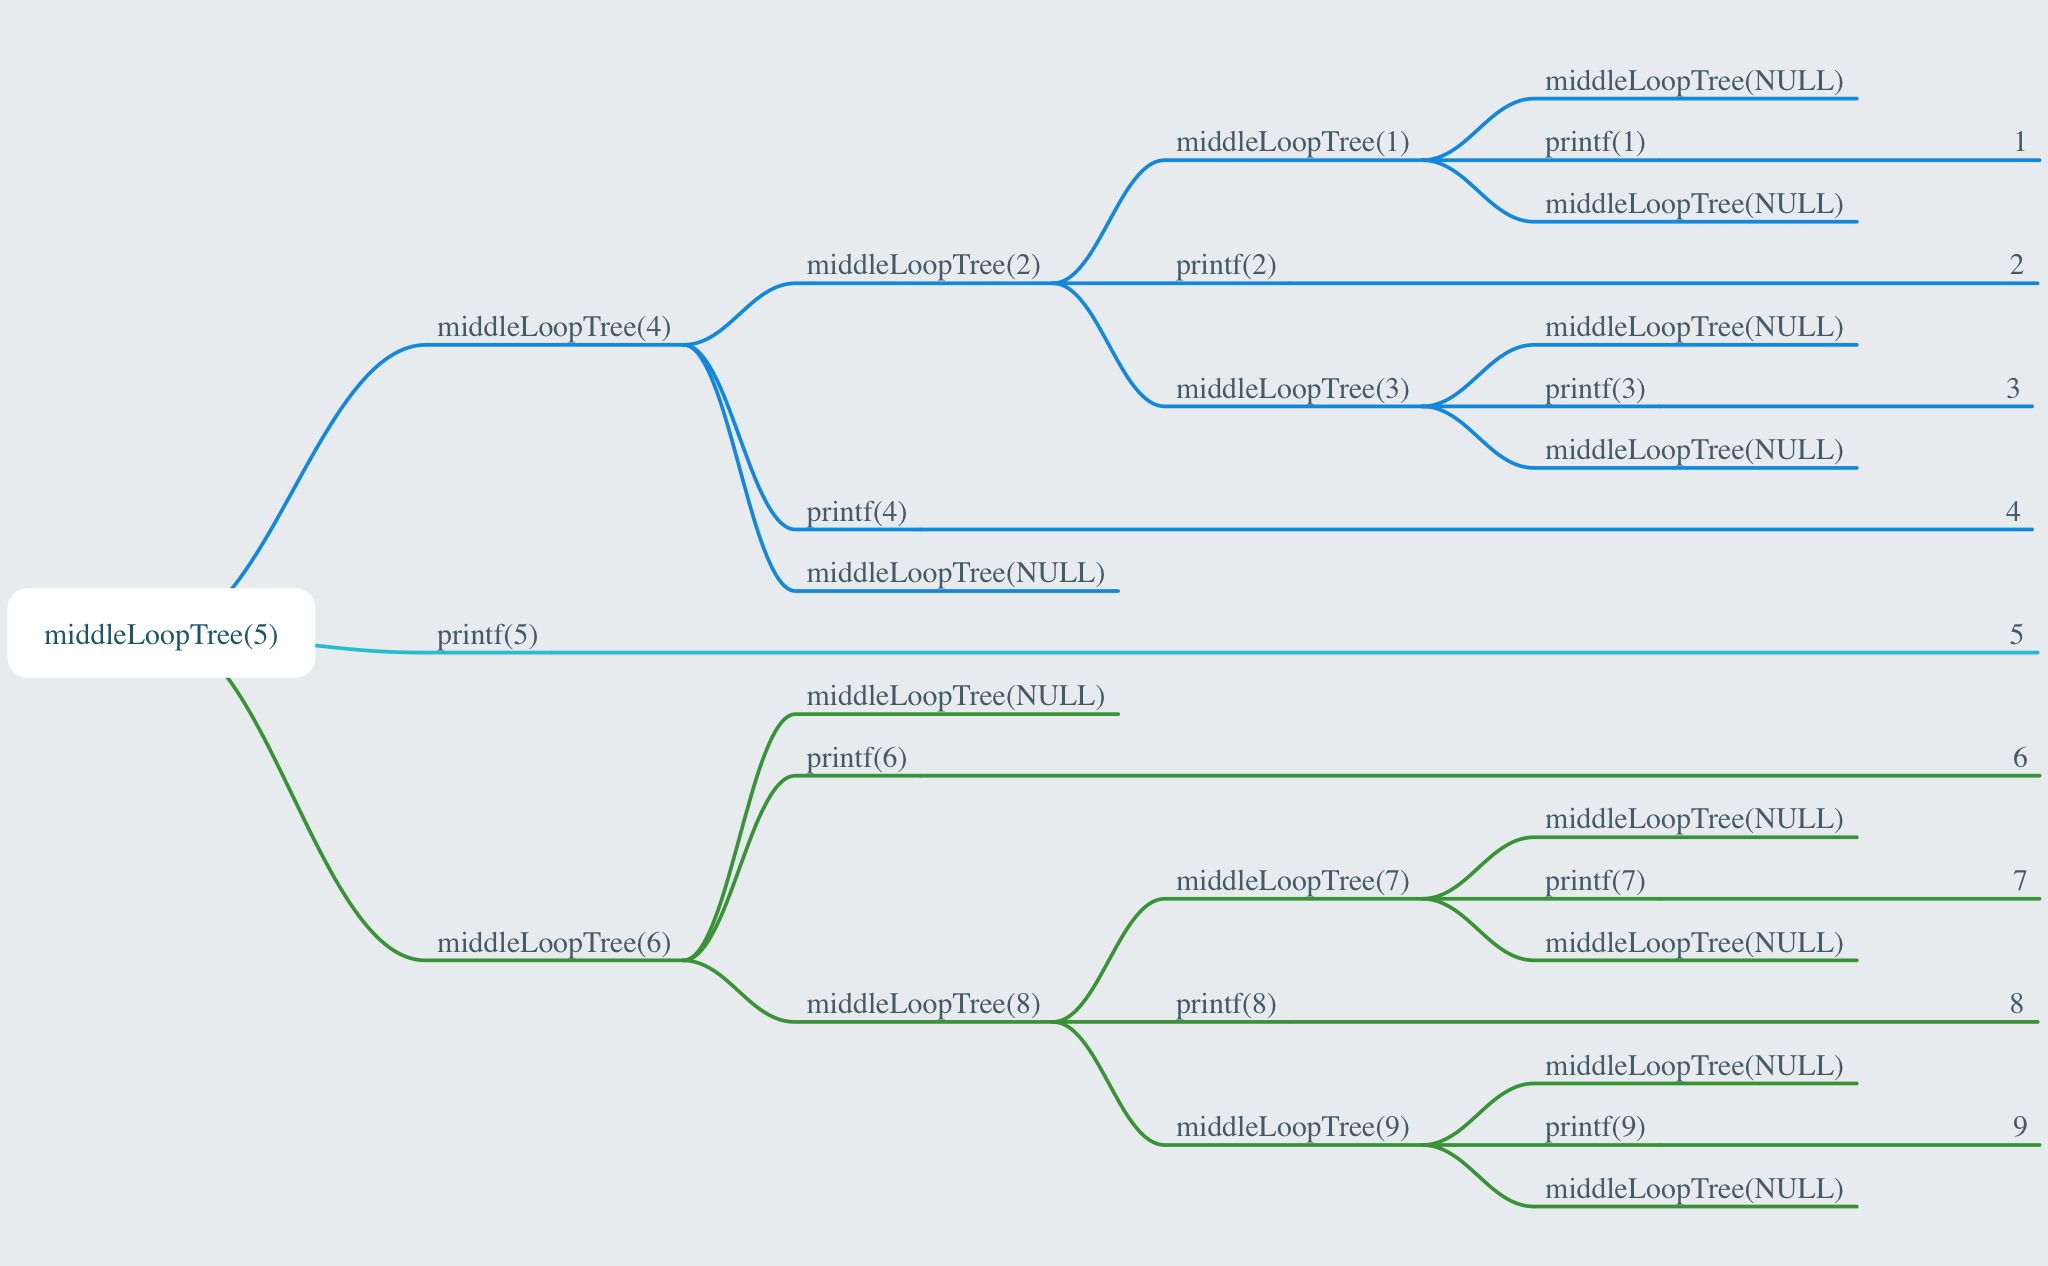 middleLoopTree(NULL)
middleLoopTree(1)
printf(1)
1
middleLoopTree(NULL)
middleLoopTree(2)
printf(2)
2
middleLoopTree(4)
middleLoopTree(NULL)
middleLoopTree(3)
printf(3)
3
middleLoopTree(NULL)
printf(4)
4
middleLoopTree(NULL)
middleLoopTree(5)
printf(5)
5
middleLoopTree(NULL)
printf(6)
6
middleLoopTree(NULL)
middleLoopTree(7)
printf(7)
7
middleLoopTree(6)
middleLoopTree(NULL)
middleLoopTree(8)
printf(8)
8
middleLoopTree(NULL)
middleLoopTree(9)
printf(9)
9
middleLoopTree(NULL)